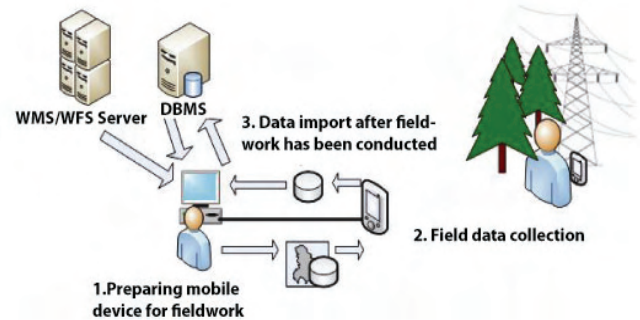 WMS/WFS Server
DBMS
3. Data import after field-
work has been conducted
2. Field data collection
1.Preparing mobile
device for fieldwork